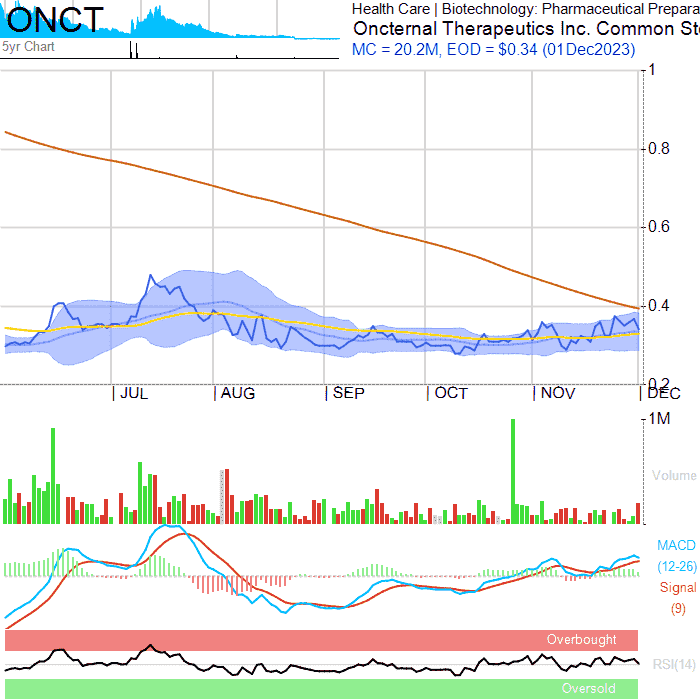 ONCT
5yr Chart
Health Care | Biotechnology: Pharmaceutical Prepara
Oncternal Therapeutics Inc. Common Sto
MC = 20.2M, EOD = $0.34 (01Dec2023)
1
0.8
0.6
0.4
0.2
JUL AUG SEP OCT NOV DEC
1M
Volume
MACD
(12-26)
Signal
(9)
Overbought
RSI(14)
Oversold